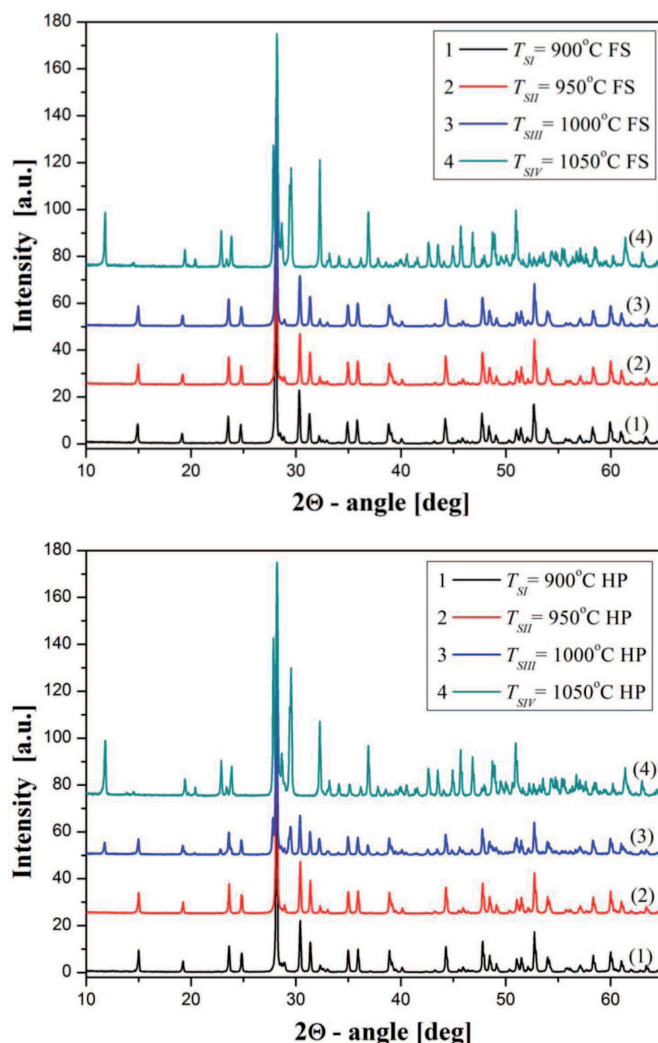 180
160
140
120
100
80
60
40
20
0
Intensity [a.u.]
1 T_SI= 900°C FS
2 T_SII= 950°C FS
3 T_SIII= 1000°C FS
4 T_SIV= 1050°C FS
(4)
(3)
(2)
(1)
10 20 30 40 50 60
2Θ - angle [deg]
180
160
140
120
100
80
60
40
20
0
Intensity [a.u.]
1 T_SI= 900°C HP
2 T_SII= 950°C HP
3 T_SIII= 1000°C HP
4 T_SIV= 1050°C HP
(4)
(3)
(2)
(1)
10 20 30 40 50 60
2Θ - angle [deg]